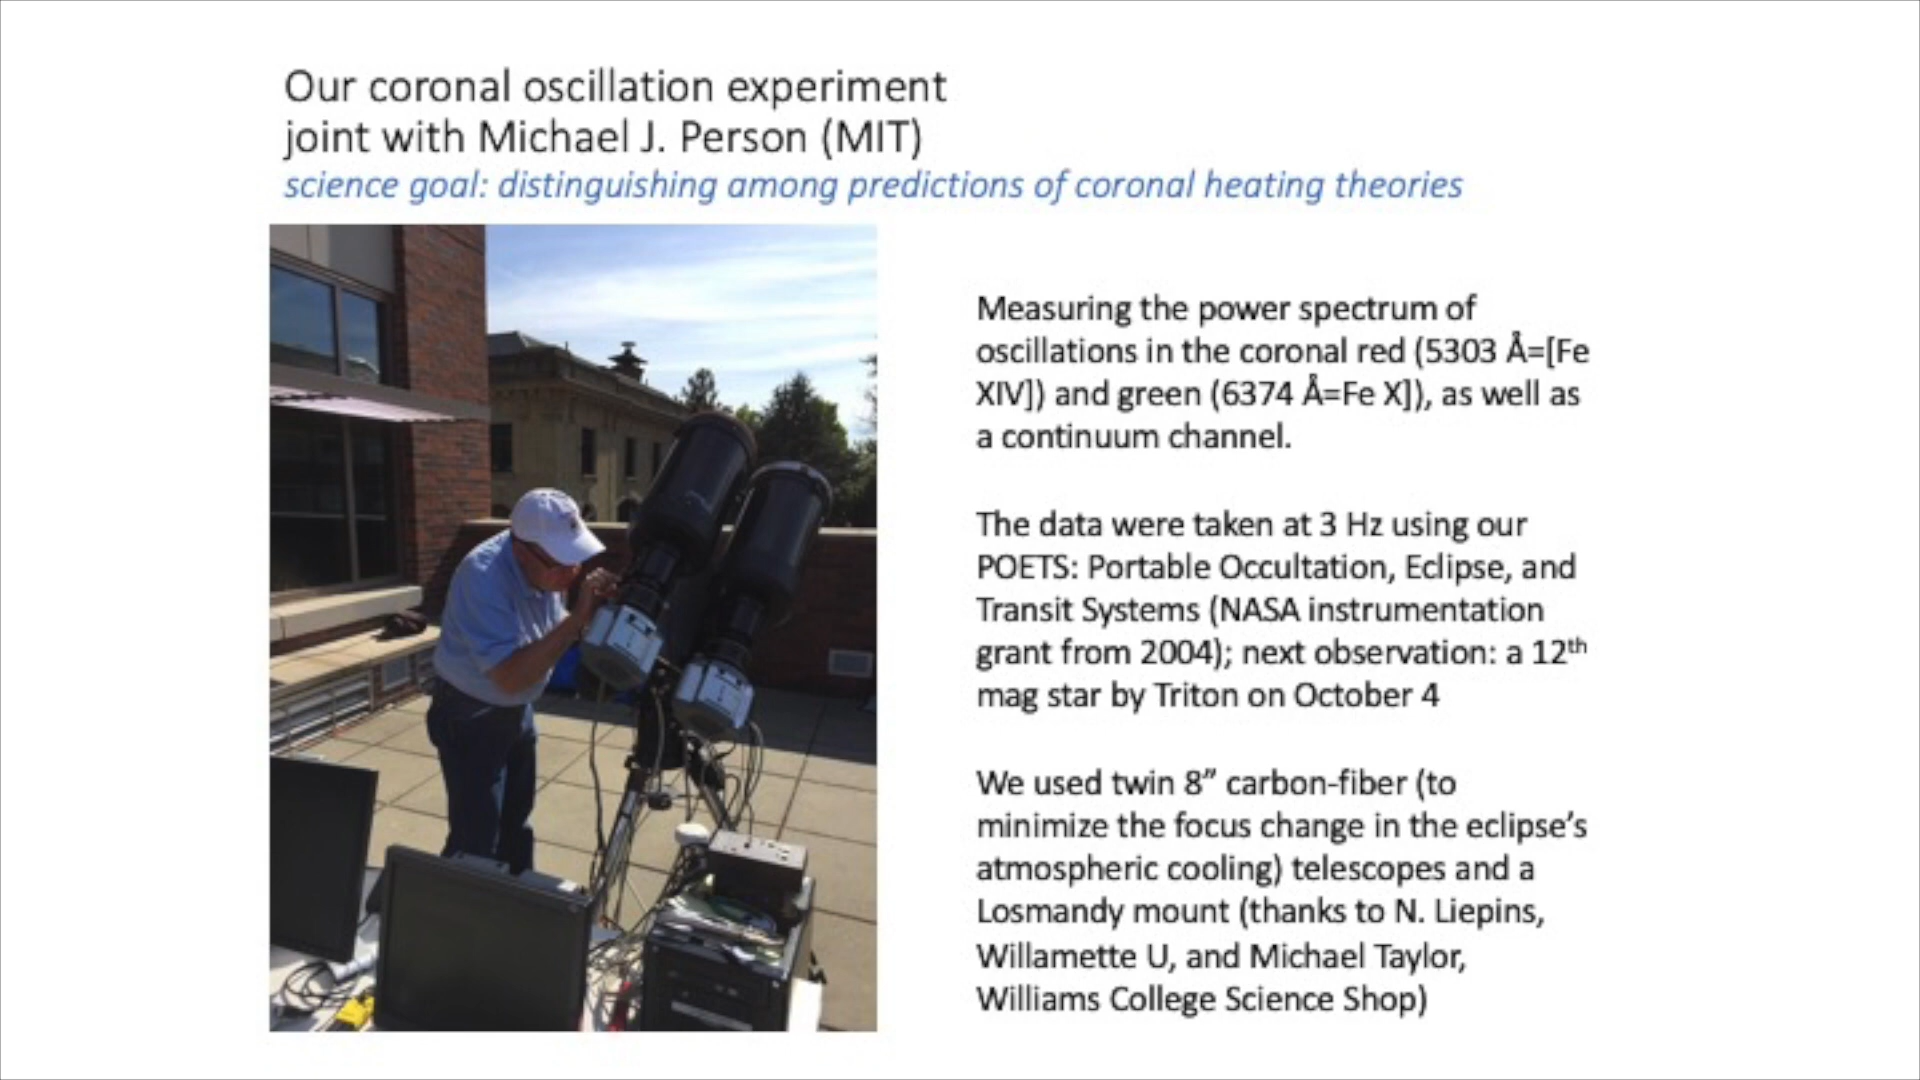 Our coronal oscillation experiment
joint with Michael J. Person (MIT)
science goal: distinguishing among predictions of coronal heating theories
Measuring the power spectrum of
oscillations in the coronal red (5303 Å=[Fe
XIV]) and green (6374 Å=Fe X]), as well as
a continuum channel.
The data were taken at 3 Hz using our
POETS: Portable Occultation, Eclipse, and
Transit Systems (NASA instrumentation
grant from 2004); next observation: a 12th
mag star by Triton on October 4
We used twin 8” carbon-fiber (to
minimize the focus change in the eclipse’s
atmospheric cooling) telescopes and a
Losmandy mount (thanks to N. Liepins,
Willamette U, and Michael Taylor,
Williams College Science Shop)